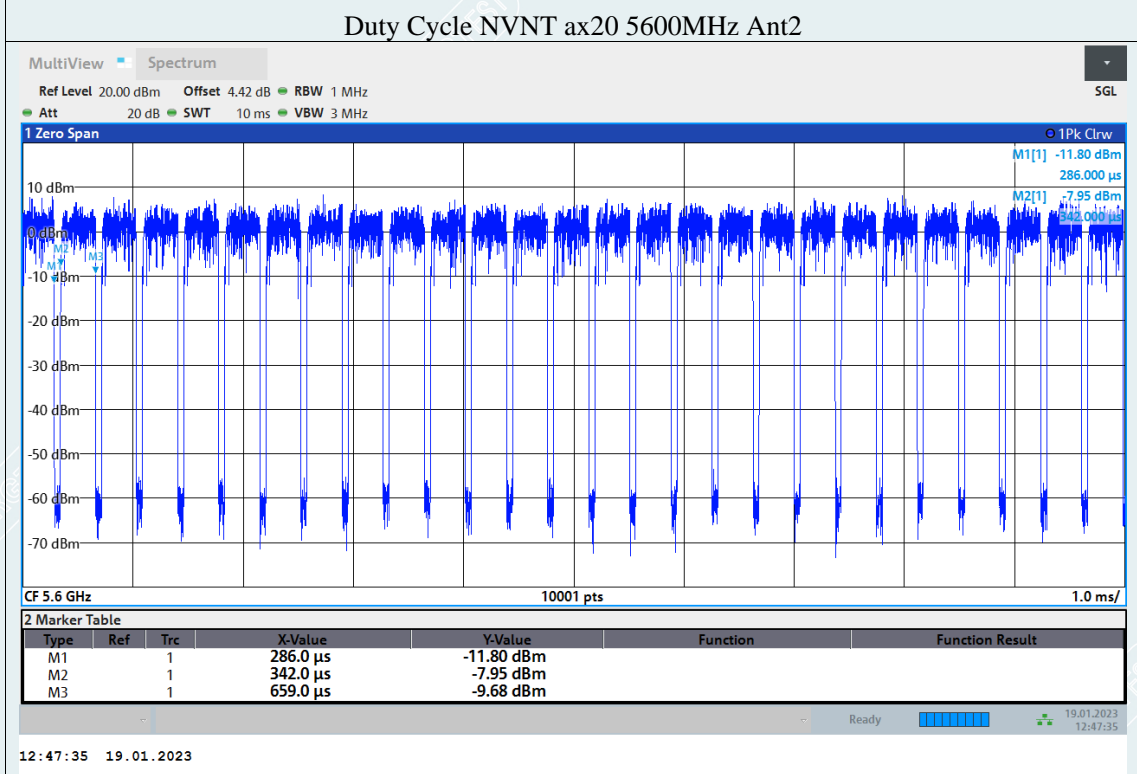 Duty Cycle NVNT ax20 5600MHz Ant2
MultiView Spectrum
Ref Level 20.00 dBm Offset 4.42 dB RBW 1 MHz SGL
Att 20 dB SWT 10 ms VBW 3 MHz
1 Zero Span 1Pk Clrw
M1[1] -11.80 dBm
286.000 µs
10 dBm
M2[1] -7.95 dBm
342.000 µs
0 dBm
M2
M3
M1
-10 dBm
-20 dBm
-30 dBm
-40 dBm
-50 dBm
-60 dBm
-70 dBm
CF 5.6 GHz 10001 pts 1.0 ms/
2 Marker Table
Type Ref Trc X-Value Y-Value Function Function Result
M1 1 286.0 µs -11.80 dBm
M2 1 342.0 µs -7.95 dBm
M3 1 659.0 µs -9.68 dBm
Ready 19.01.2023
12:47:35
12:47:35 19.01.2023